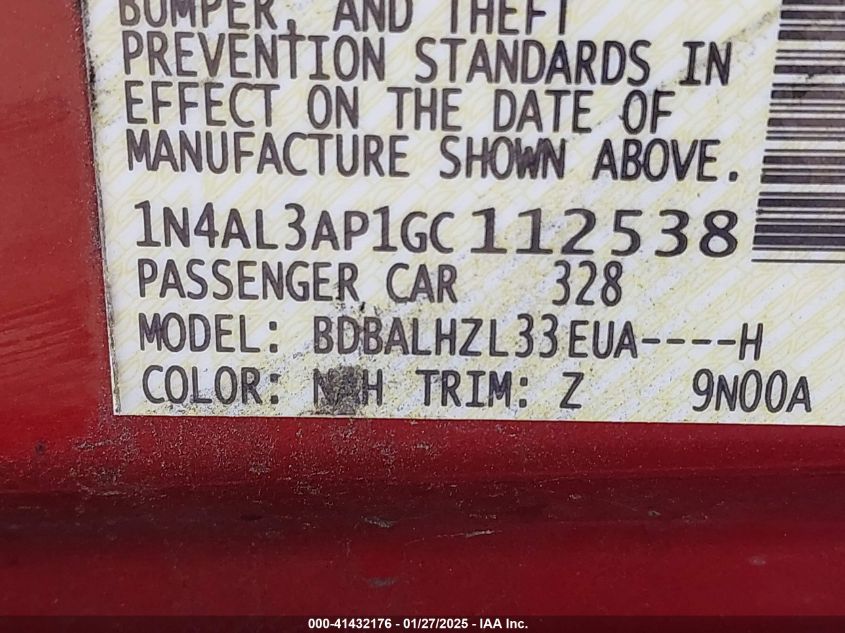 BUMPER, AND THEFT
PREVENTION STANDARDS IN
EFFECT ON THE DATE OF
MANUFACTURE SHOWN ABOVE.
1N4AL3AP1GC112538
PASSENGER CAR 328
MODEL: BDBALHZL33EUA----H
COLOR: NAH TRIM: Z 9N00A
000-41432176 | 01/27/2025 - IAA Inc.